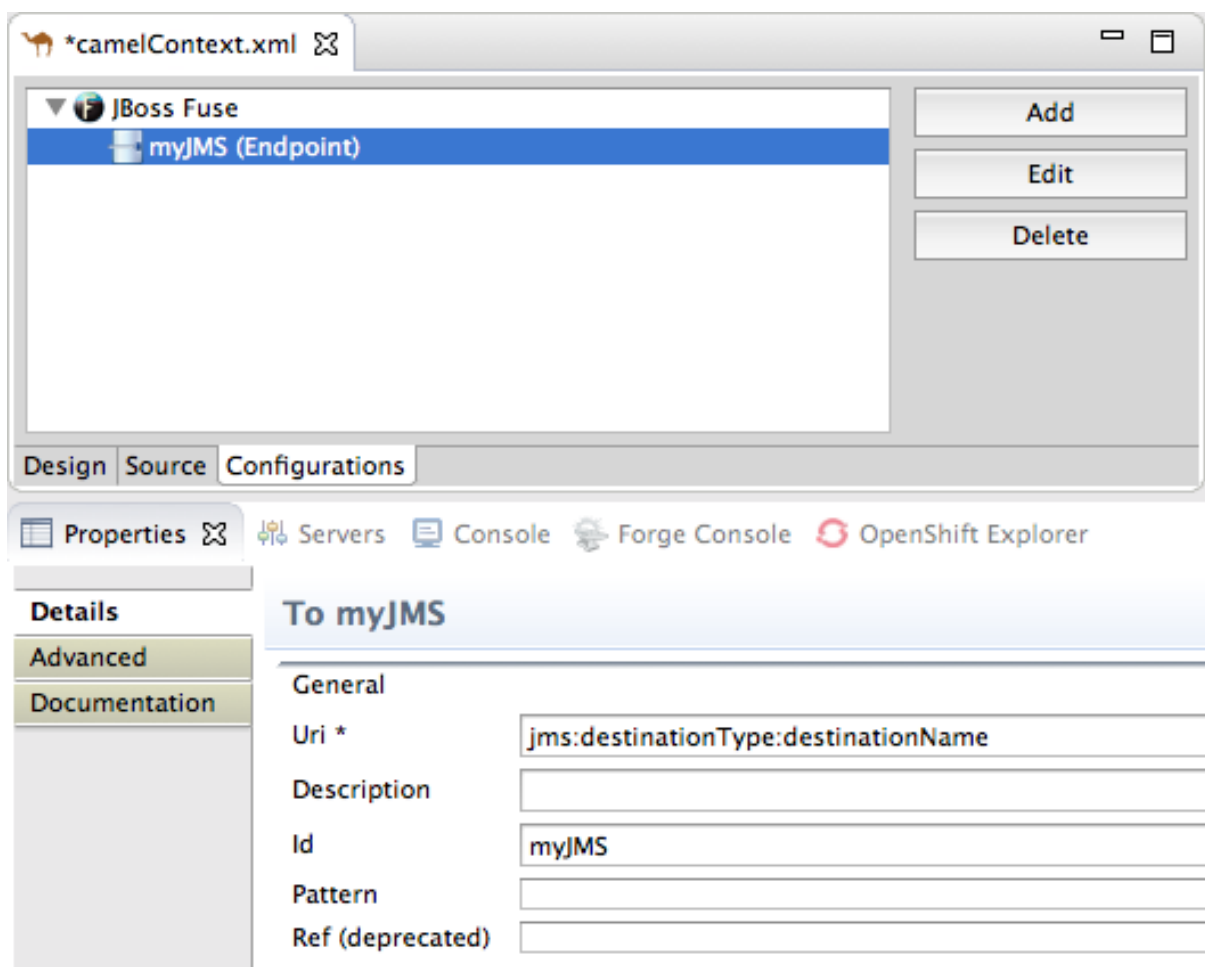 *camelContext.xml
JBoss Fuse
myJMS (Endpoint)
Add
Edit
Delete
Design Source Configurations
Properties Servers Console Forge Console OpenShift Explorer
Details
Advanced
Documentation
To myJMS
General
Uri * jms:destinationType:destinationName
Description
Id myJMS
Pattern
Ref (deprecated)